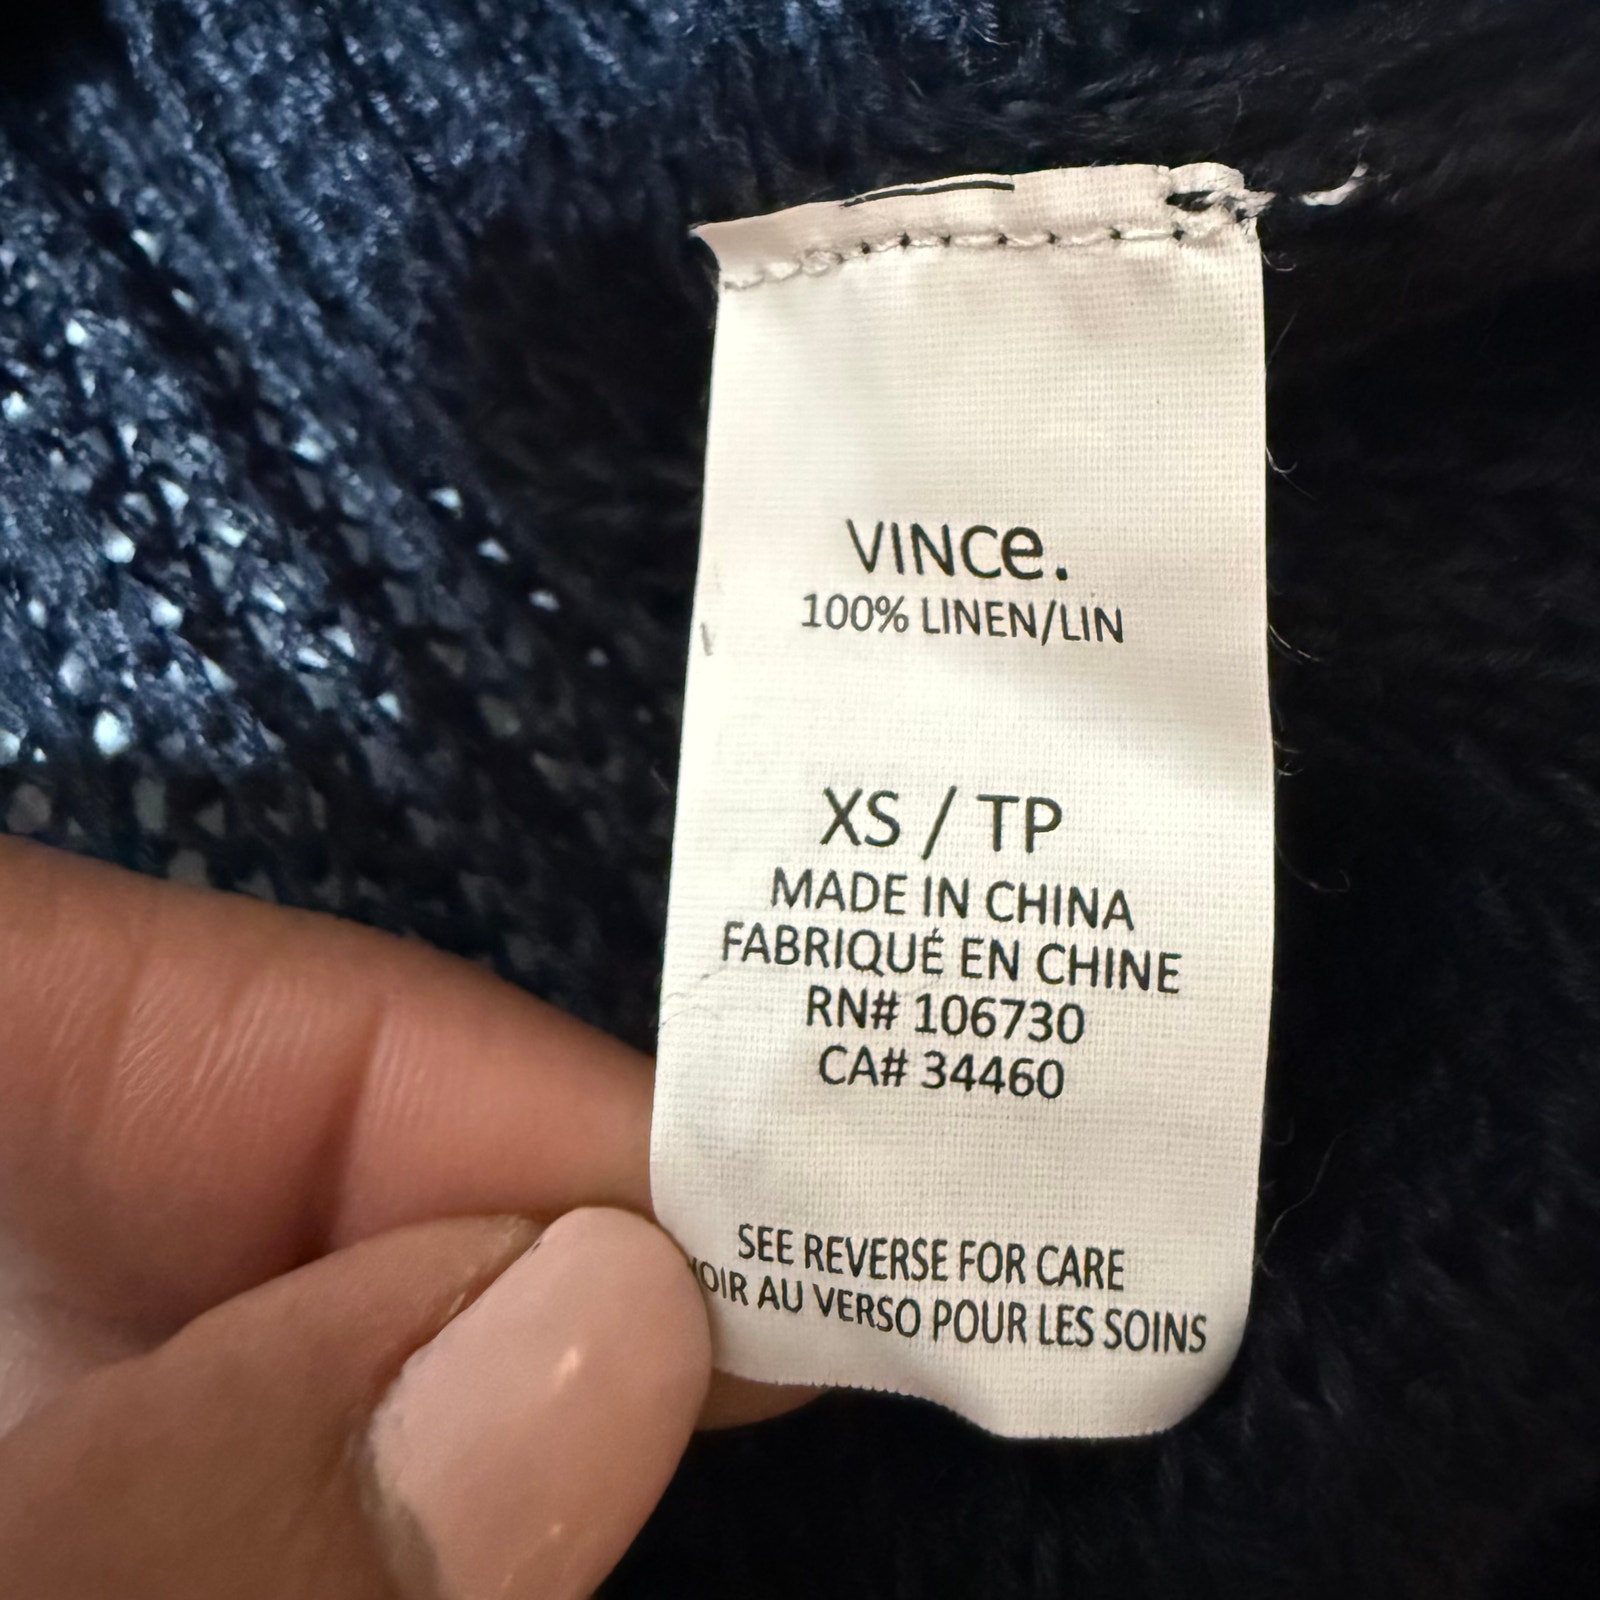 VINCe.
100% LINEN/LIN
XS / TP
MADE IN CHINA
FABRIQUÉ EN CHINE
RN# 106730
CA# 34460
SEE REVERSE FOR CARE
VOIR AU VERSO POUR LES SOINS